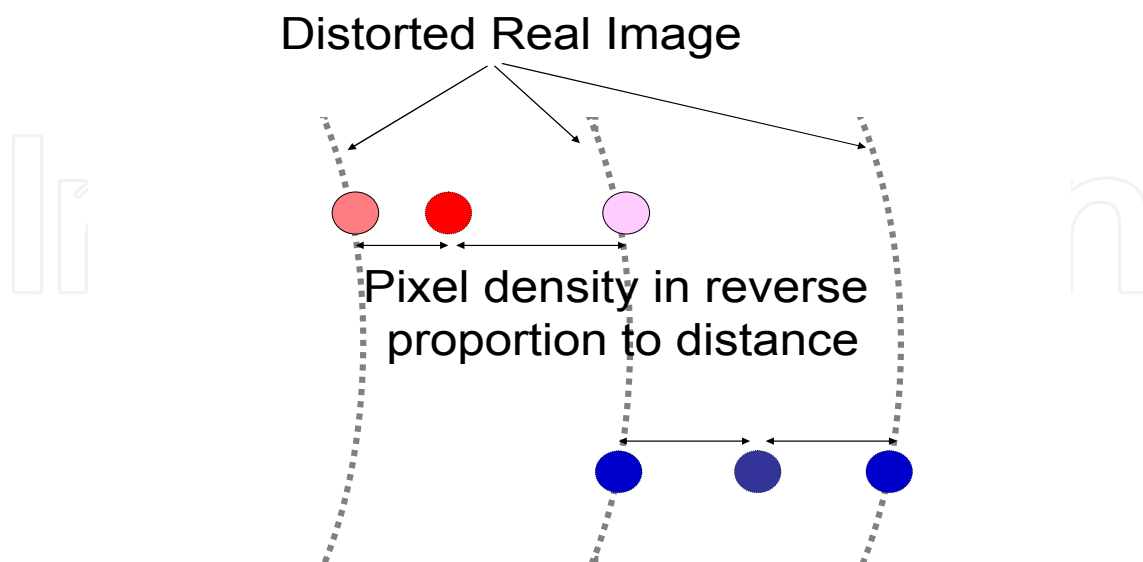 Distorted Real Image
Pixel density in reverse
proportion to distance